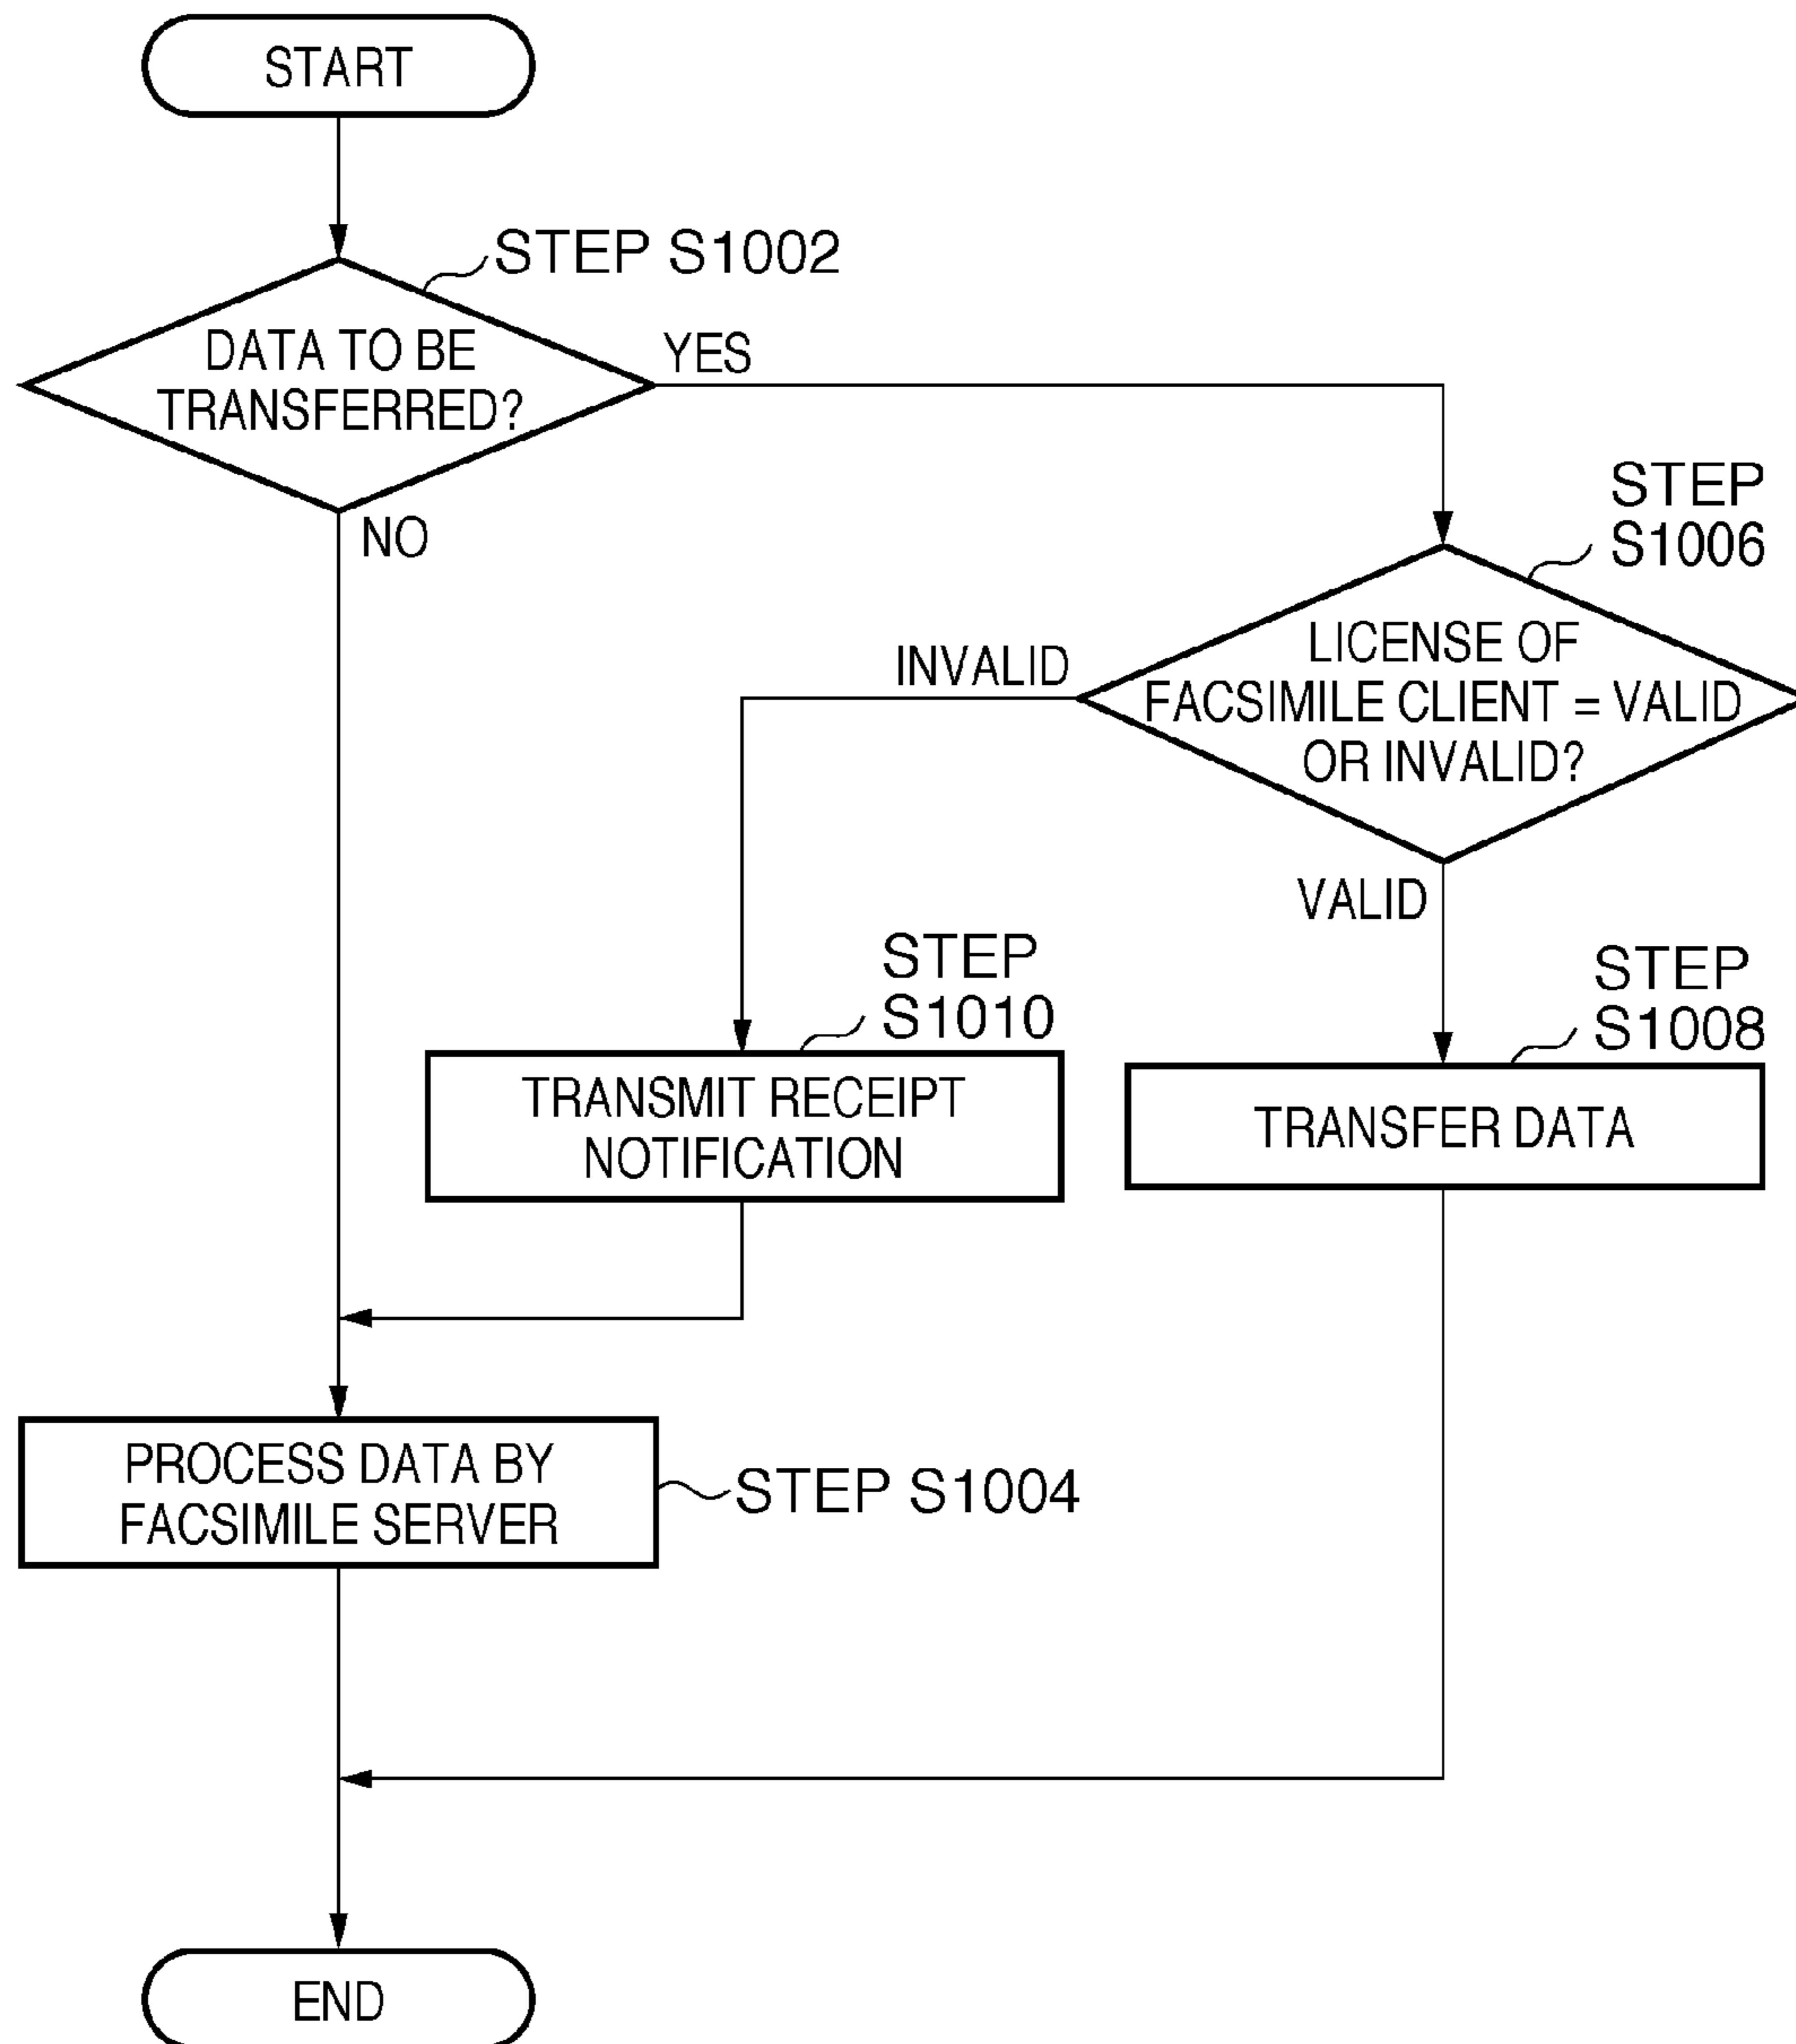 START
STEP S1002
DATA TO BE
TRANSFERRED?
YES
NO
STEP
S1006
LICENSE OF
FACSIMILE CLIENT = VALID
OR INVALID?
INVALID
VALID
STEP
S1010
TRANSMIT RECEIPT
NOTIFICATION
STEP
S1008
TRANSFER DATA
PROCESS DATA BY
FACSIMILE SERVER
STEP S1004
END